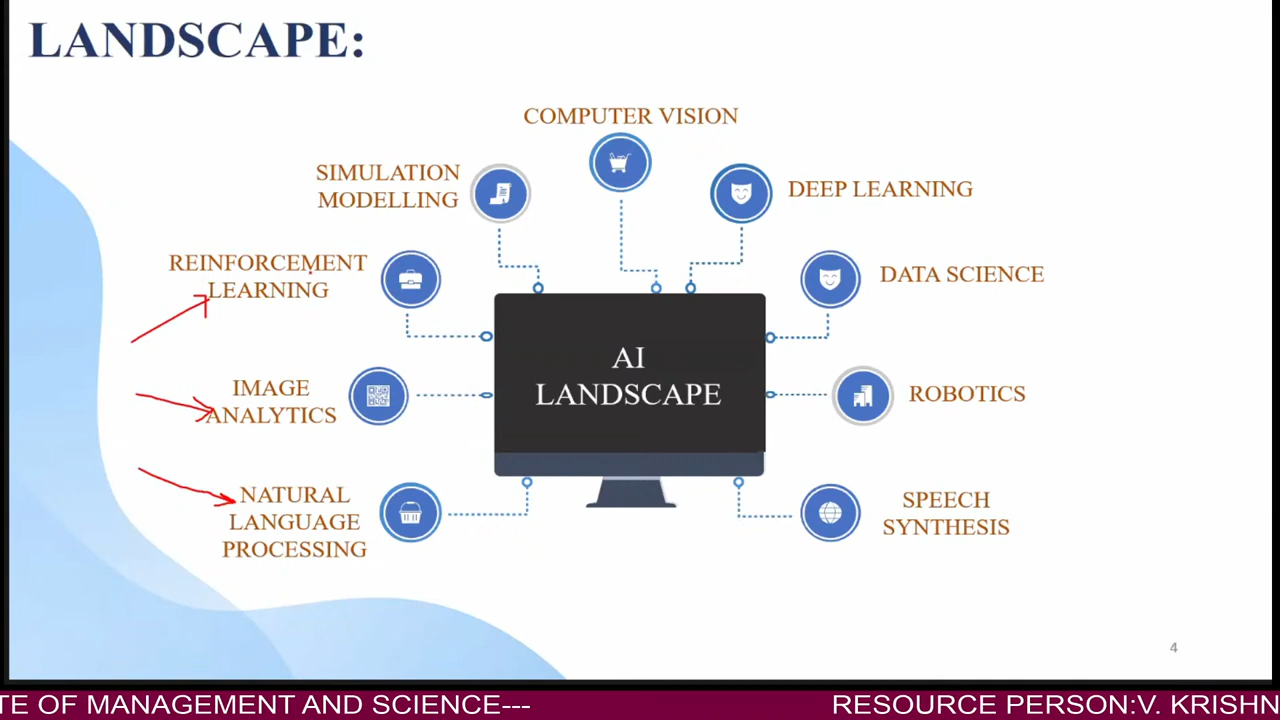 LANDSCAPE:
COMPUTER VISION
SIMULATION
MODELLING
DEEP LEARNING
REINFORCEMENT
LEARNING
DATA SCIENCE
AI
LANDSCAPE
IMAGE
ANALYTICS
ROBOTICS
NATURAL
LANGUAGE
PROCESSING
SPEECH
SYNTHESIS
4
TE OF MANAGEMENT AND SCIENCE--- RESOURCE PERSON:V. KRISHN